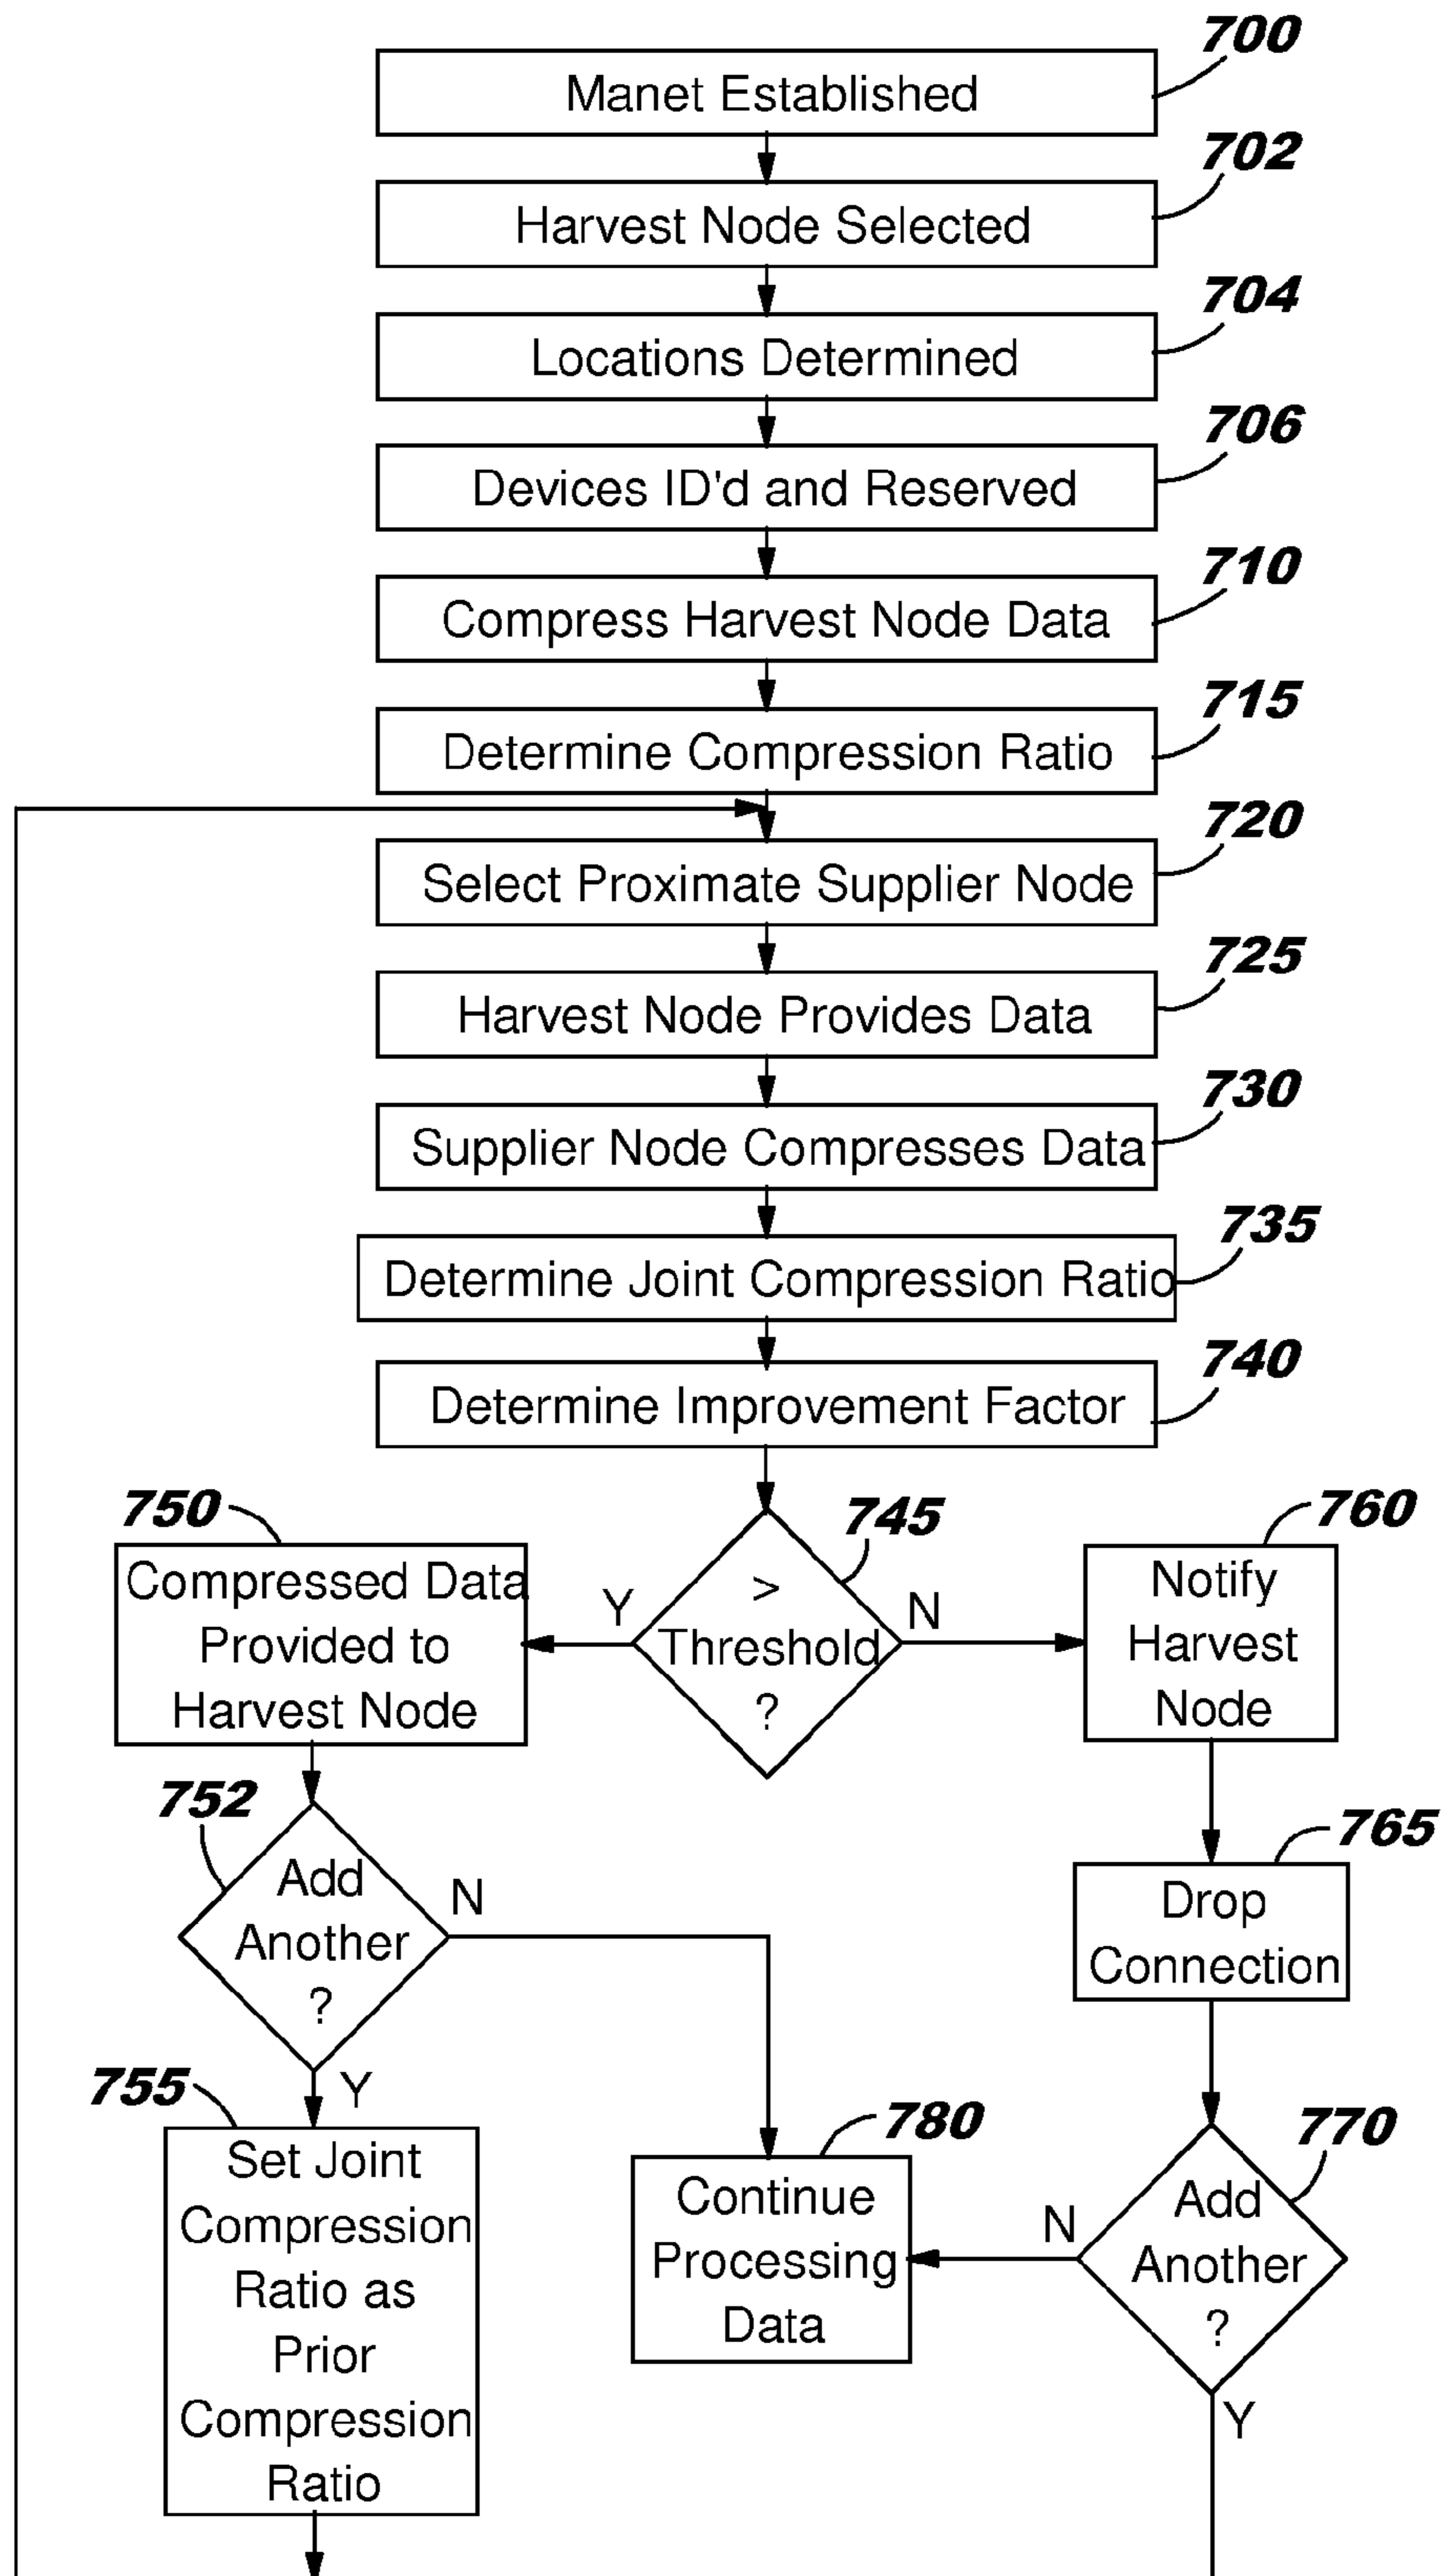 700
Manet Established
702
Harvest Node Selected
704
Locations Determined
706
Devices ID'd and Reserved
710
Compress Harvest Node Data
715
Determine Compression Ratio
720
Select Proximate Supplier Node
725
Harvest Node Provides Data
730
Supplier Node Compresses Data
735
Determine Joint Compression Ratio
740
Determine Improvement Factor
750
Compressed Data
Provided to
Harvest Node
Y
745
>
Threshold
?
N
760
Notify
Harvest
Node
752
Add
Another
?
N
Y
765
Drop
Connection
755
Set Joint
Compression
Ratio as
Prior
Compression
Ratio
780
Continue
Processing
Data
770
Add
Another
?
N
Y